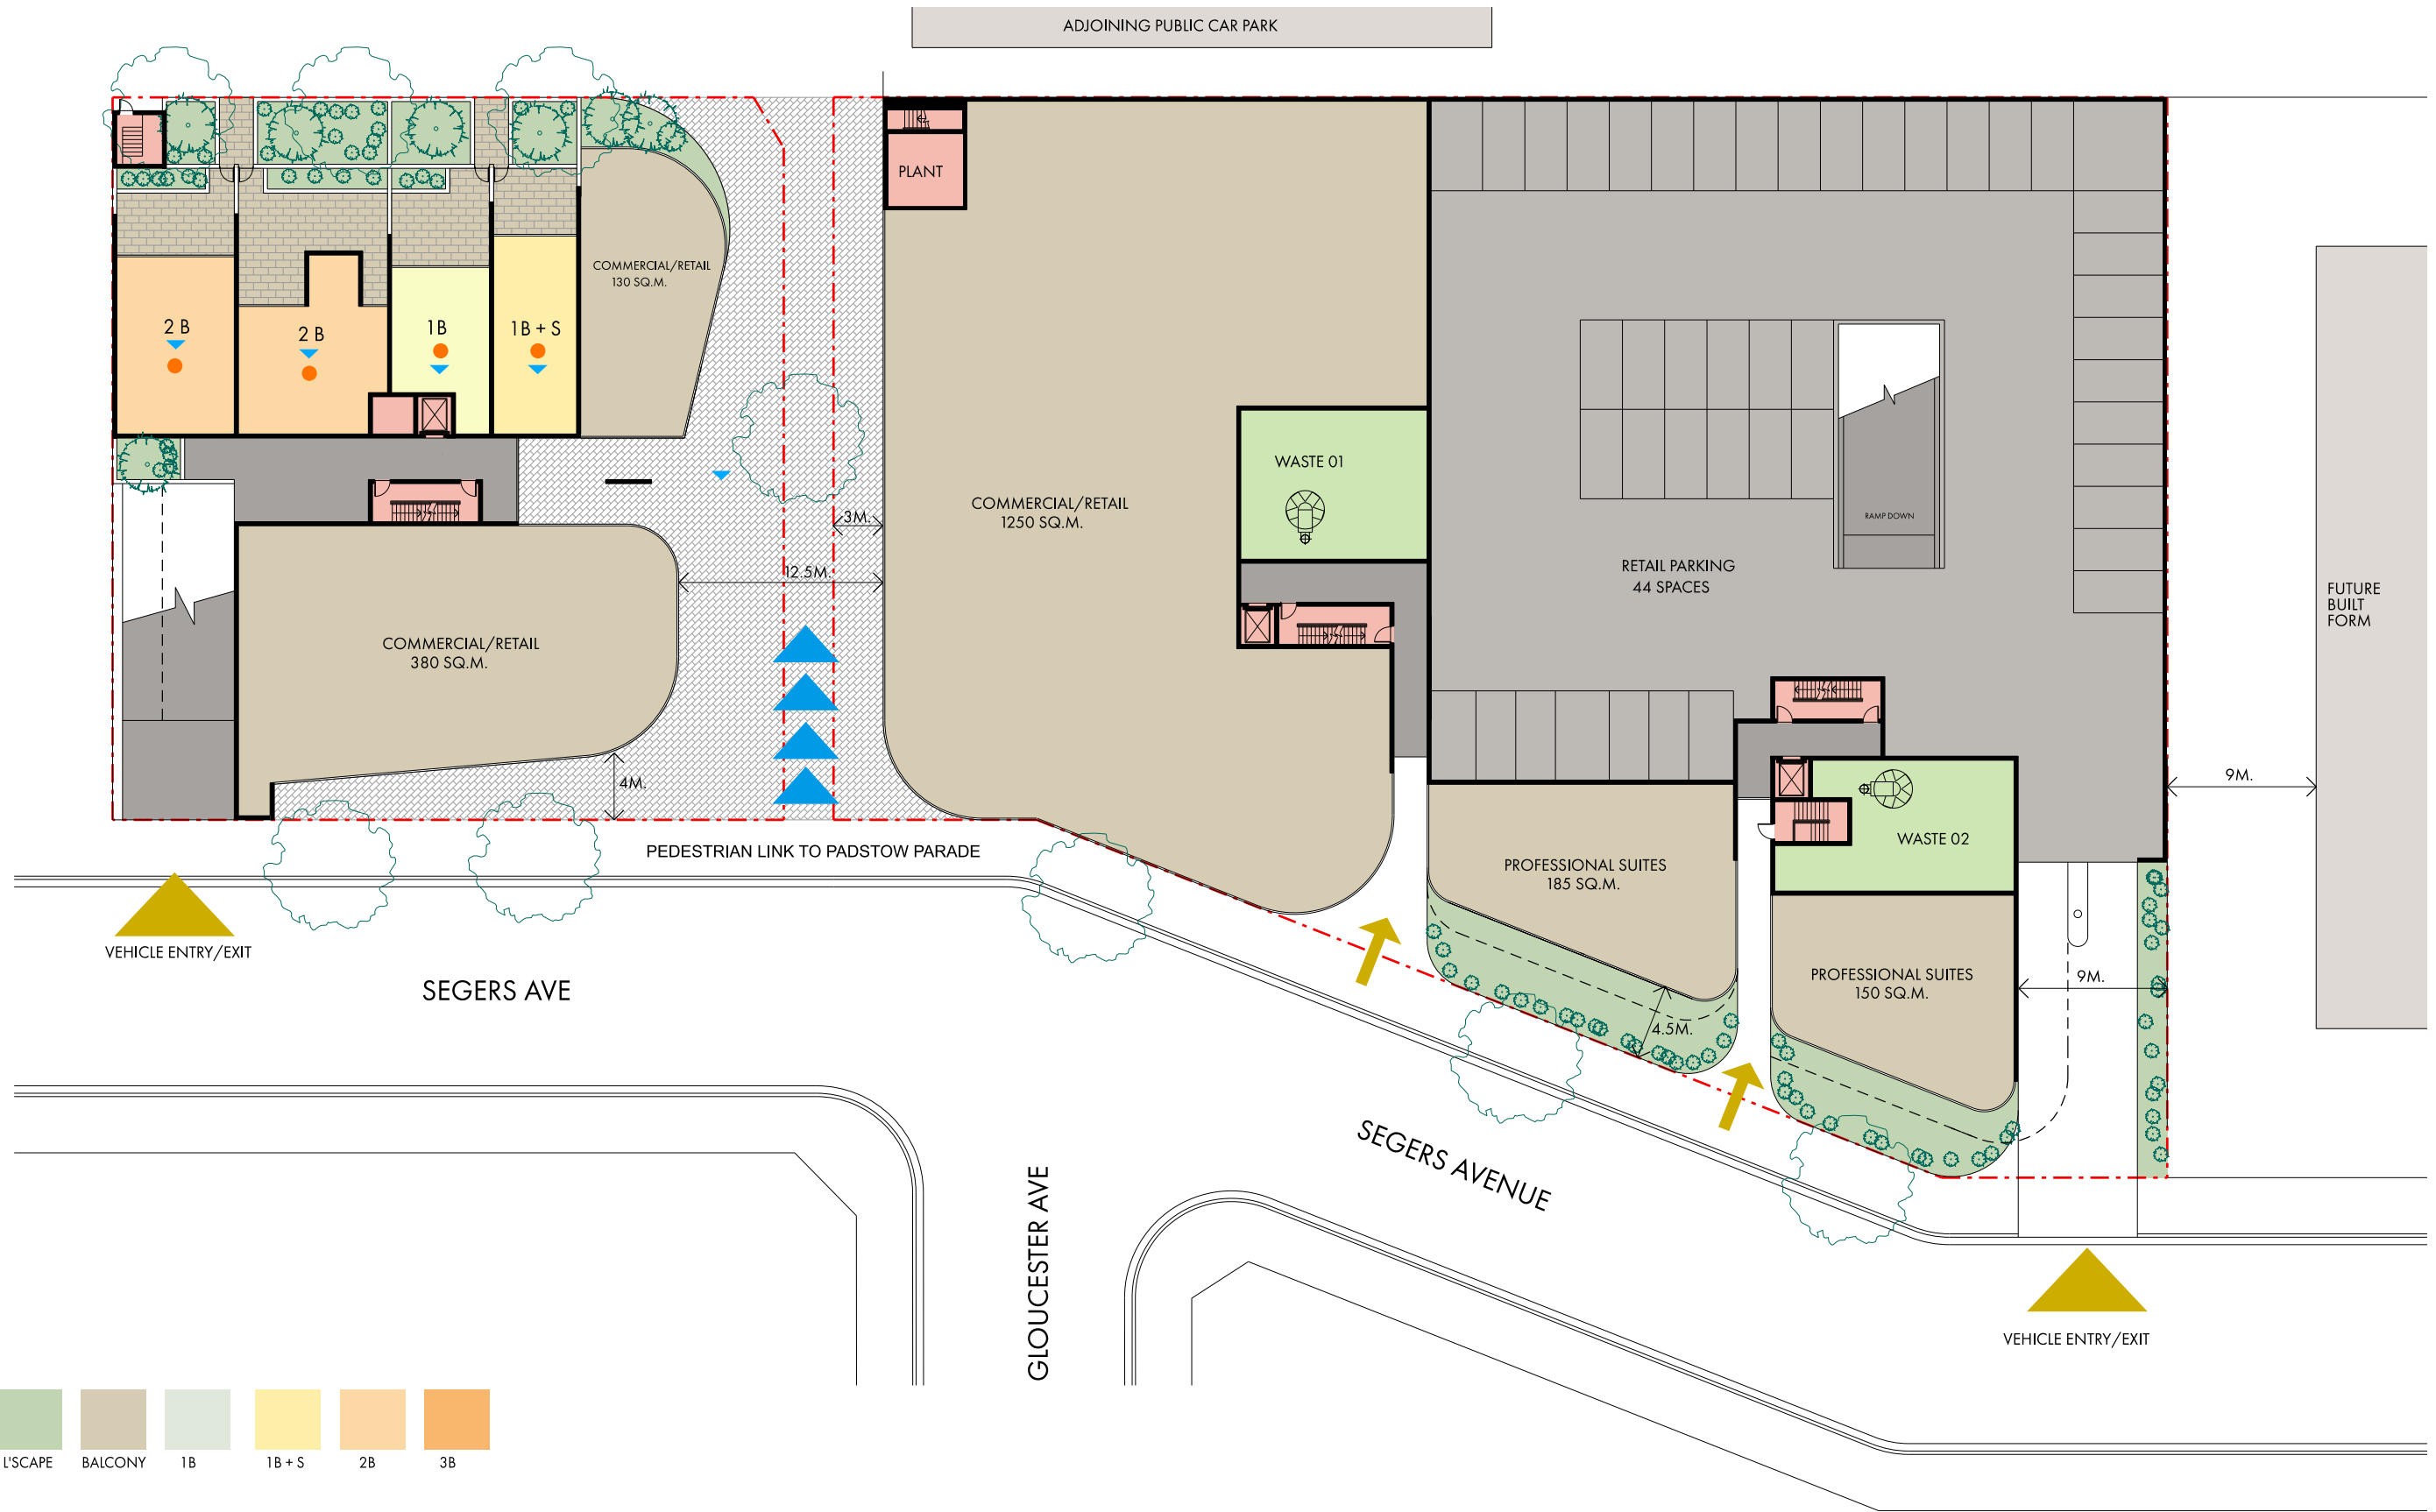 ADJOINING PUBLIC CAR PARK
PLANT
COMMERCIAL/RETAIL
130 SQ.M.
2 B
2 B
1B
1B + S
WASTE 01
COMMERCIAL/RETAIL
1250 SQ.M.
3M.
RAMP DOWN
12.5M.
RETAIL PARKING
44 SPACES
FUTURE
BUILT
FORM
COMMERCIAL/RETAIL
380 SQ.M.
4M.
9M.
WASTE 02
PEDESTRIAN LINK TO PADSTOW PARADE
PROFESSIONAL SUITES
185 SQ.M.
VEHICLE ENTRY/EXIT
SEGERS AVE
PROFESSIONAL SUITES
150 SQ.M.
9M.
4.5M.
SEGERS AVENUE
GLOUCESTER AVE
VEHICLE ENTRY/EXIT
L'SCAPE
BALCONY
1B
1B + S
2B
3B